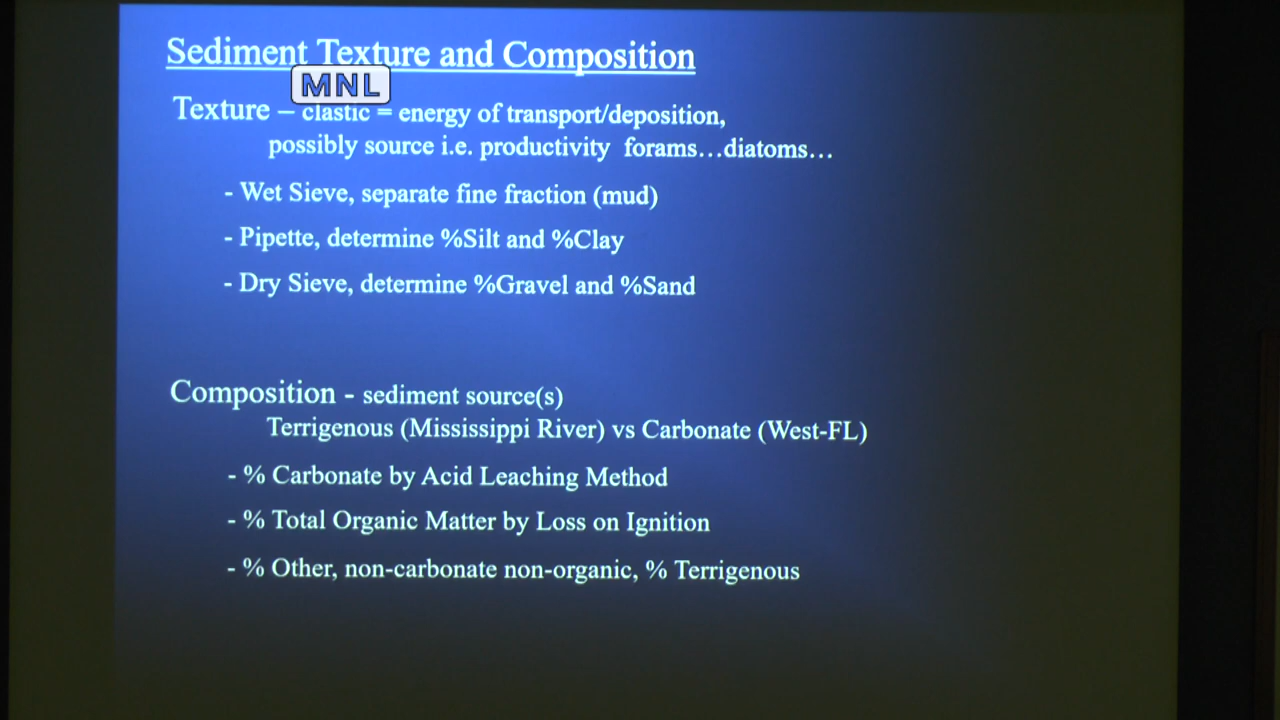 Sediment Texture and Composition
MNL
Texture – clastic = energy of transport/deposition,
possibly source i.e. productivity forams…diatoms…
- Wet Sieve, separate fine fraction (mud)
- Pipette, determine %Silt and %Clay
- Dry Sieve, determine %Gravel and %Sand
Composition - sediment source(s)
Terrigenous (Mississippi River) vs Carbonate (West-FL)
- % Carbonate by Acid Leaching Method
- % Total Organic Matter by Loss on Ignition
- % Other, non-carbonate non-organic, % Terrigenous